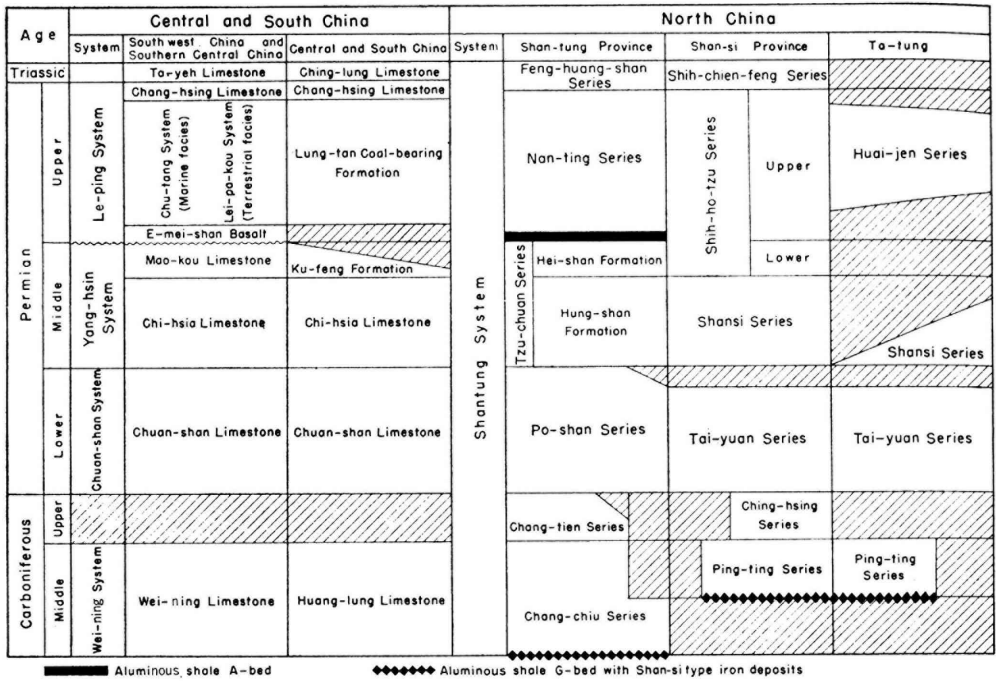 Age
Central and South China
North China
System
South west China and
Southern Central China
Central and South China
System
Shan-tung Province
Shan-si Province
Ta-tung
Triassic
Ta-yeh Limestone
Ching-lung Limestone
Feng-huang-shan
Series
Shih-chien-feng Series
Permian
Upper
Le-ping System
Chang-hsing Limestone
Chang-hsing Limestone
Chu-tang System
(Marine facies)
Lei-pa-kou System
(Terrestrial facies)
Lung-tan Coal-bearing
Formation
E-mei-shan Basalt
Shantung System
Nan-ting Series
Shih-ho-tzu Series
Upper
Huai-jen Series
Middle
Yang-hsin
System
Mao-kou Limestone
Ku-feng Formation
Tzu-chuan Series
Hei-shan Formation
Lower
Chi-hsia Limestone
Chi-hsia Limestone
Hung-shan
Formation
Shansi Series
Shansi Series
Lower
Chuan-shan System
Chuan-shan Limestone
Chuan-shan Limestone
Po-shan Series
Tai-yuan Series
Tai-yuan Series
Carboniferous
Upper
Chang-tien Series
Ching-hsing
Series
Middle
Wei-ning System
Wei-ning Limestone
Huang-lung Limestone
Chang-chiu Series
Ping-ting Series
Ping-ting
Series
Aluminous shale A-bed
Aluminous shale G-bed with Shan-si type iron deposits